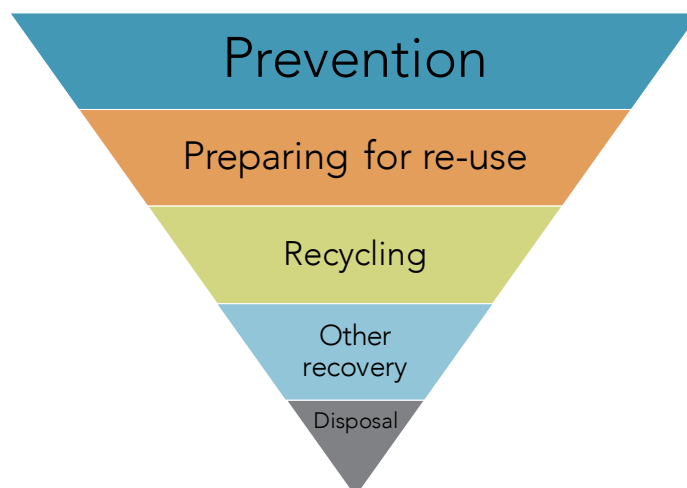 Prevention
Preparing for re-use
Recycling
Other
recovery
Disposal